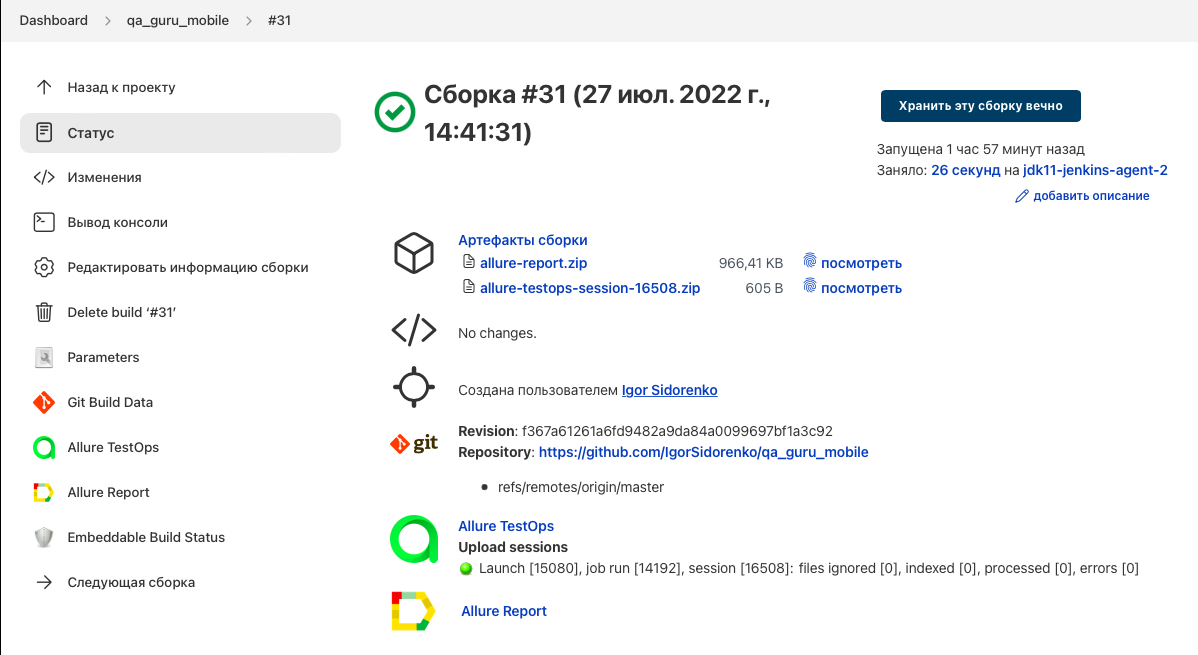 Dashboard > qa_guru_mobile > #31
Назад к проекту
Статус
Изменения
Вывод консоли
Редактировать информацию сборки
Delete build ‘#31’
Parameters
Git Build Data
Allure TestOps
Allure Report
Embeddable Build Status
Следующая сборка
Сборка #31 (27 июл. 2022 г.,
14:41:31)
Хранить эту сборку вечно
Запущена 1 час 57 минут назад
Заняло: 26 секунд на jdk11-jenkins-agent-2
добавить описание
Артефакты сборки
allure-report.zip 966,41 KB посмотреть
allure-testops-session-16508.zip 605 B посмотреть
No changes.
Создана пользователем Igor Sidorenko
git
Revision: f367a61261a6fd9482a9da84a0099697bf1a3c92
Repository: https://github.com/IgorSidorenko/qa_guru_mobile
refs/remotes/origin/master
Allure TestOps
Upload sessions
Launch [15080], job run [14192], session [16508]: files ignored [0], indexed [0], processed [0], errors [0]
Allure Report